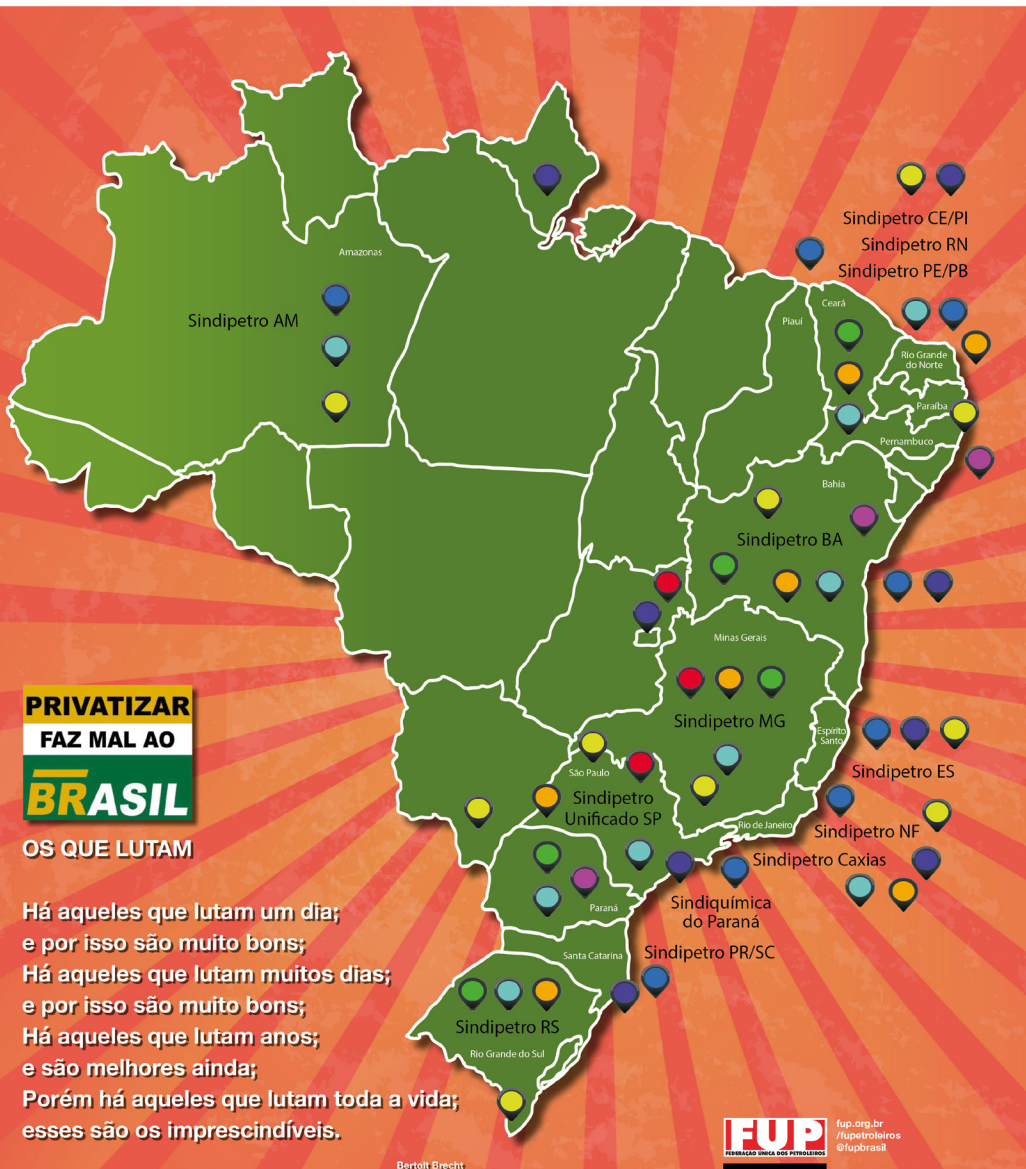 Sindipetro CE/PI
Sindipetro RN
Sindipetro PE/PB
Amazonas
Sindipetro AM
Ceará
Piauí
Rio Grande
do Norte
Paraíba
Pernambuco
Bahia
Sindipetro BA
Minas Gerais
Sindipetro MG
Espírito
Santo
Sindipetro ES
São Paulo
Sindipetro
Unificado SP
Rio de Janeiro
Sindipetro NF
Sindipetro Caxias
Sindiquímica
do Paraná
Paraná
Sindipetro PR/SC
Santa Catarina
Sindipetro RS
Rio Grande do Sul
PRIVATIZAR
FAZ MAL AO
BRASIL
OS QUE LUTAM
Há aqueles que lutam um dia;
e por isso são muito bons;
Há aqueles que lutam muitos dias;
e por isso são muito bons;
Há aqueles que lutam anos;
e são melhores ainda;
Porém há aqueles que lutam toda a vida;
esses são os imprescindíveis.
Bertolt Brecht
FUP
FEDERAÇÃO ÚNICA DOS PETROLEIROS
fup.org.br
/fupetroleiros
@fupbrasil